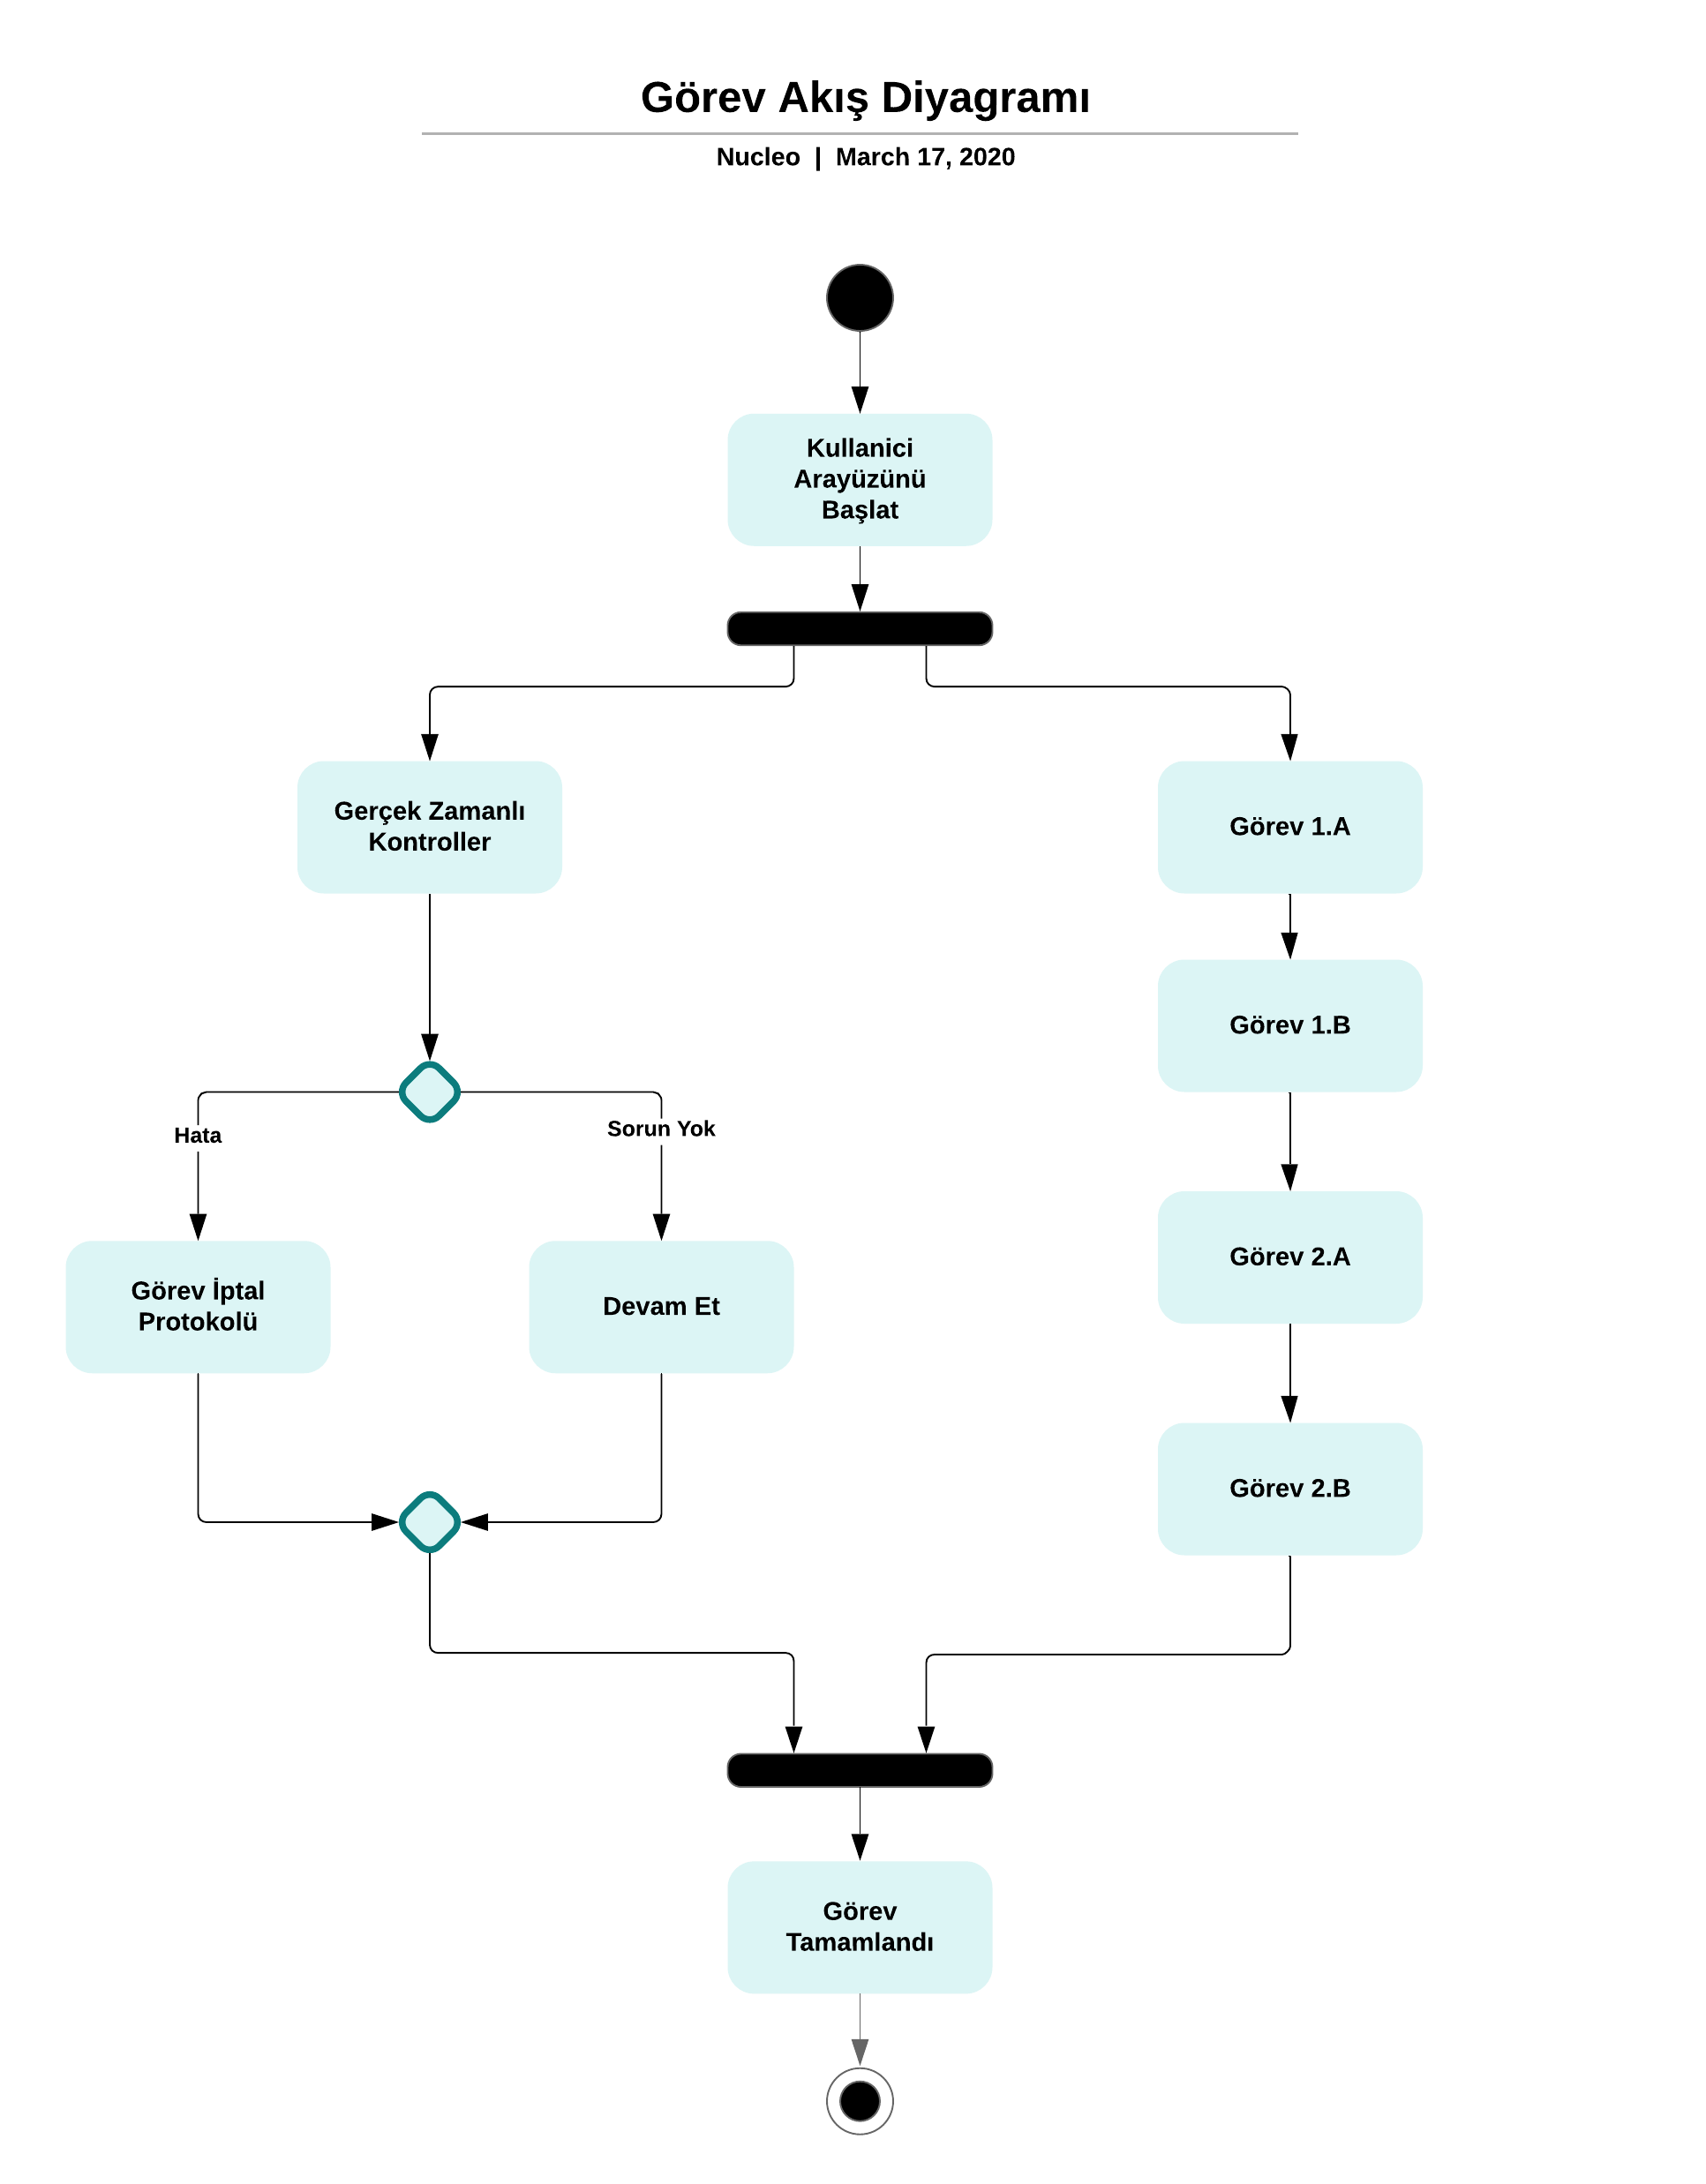 Görev Akış Diyagramı
Nucleo | March 17, 2020
Kullanici
Arayüzünü
Başlat
Gerçek Zamanlı
Kontroller
Görev 1.A
Görev 1.B
Hata
Sorun Yok
Görev İptal
Protokolü
Devam Et
Görev 2.A
Görev 2.B
Görev
Tamamlandı